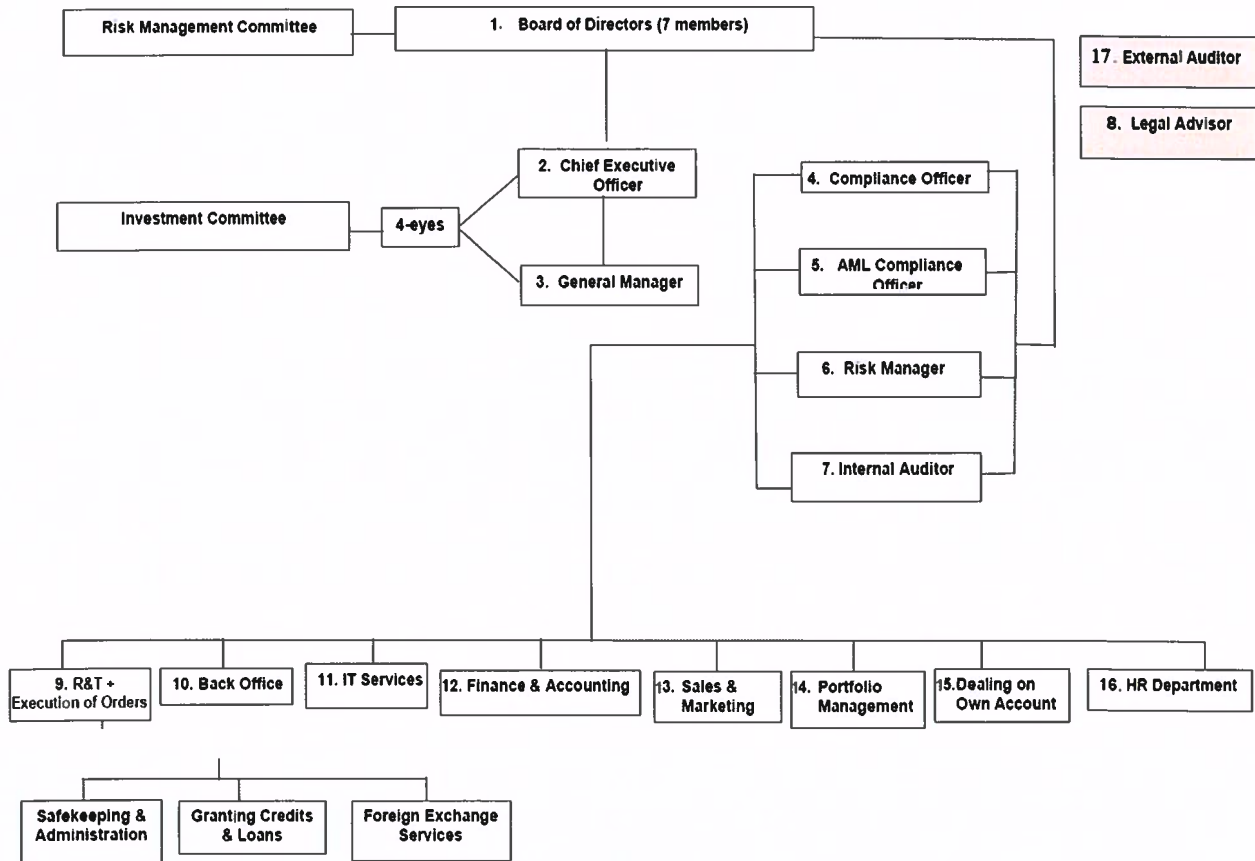 Risk Management Committee
1. Board of Directors (7 members)
17. External Auditor
8. Legal Advisor
2. Chief Executive
Officer
4. Compliance Officer
Investment Committee
4-eyes
3. General Manager
5. AML Compliance
Officer
6. Risk Manager
7. Internal Auditor
9. R&T +
Execution of Orders
10. Back Office
11. IT Services
12. Finance & Accounting
13. Sales &
Marketing
14. Portfolio
Management
15. Dealing on
Own Account
16. HR Department
Safekeeping &
Administration
Granting Credits
& Loans
Foreign Exchange
Services